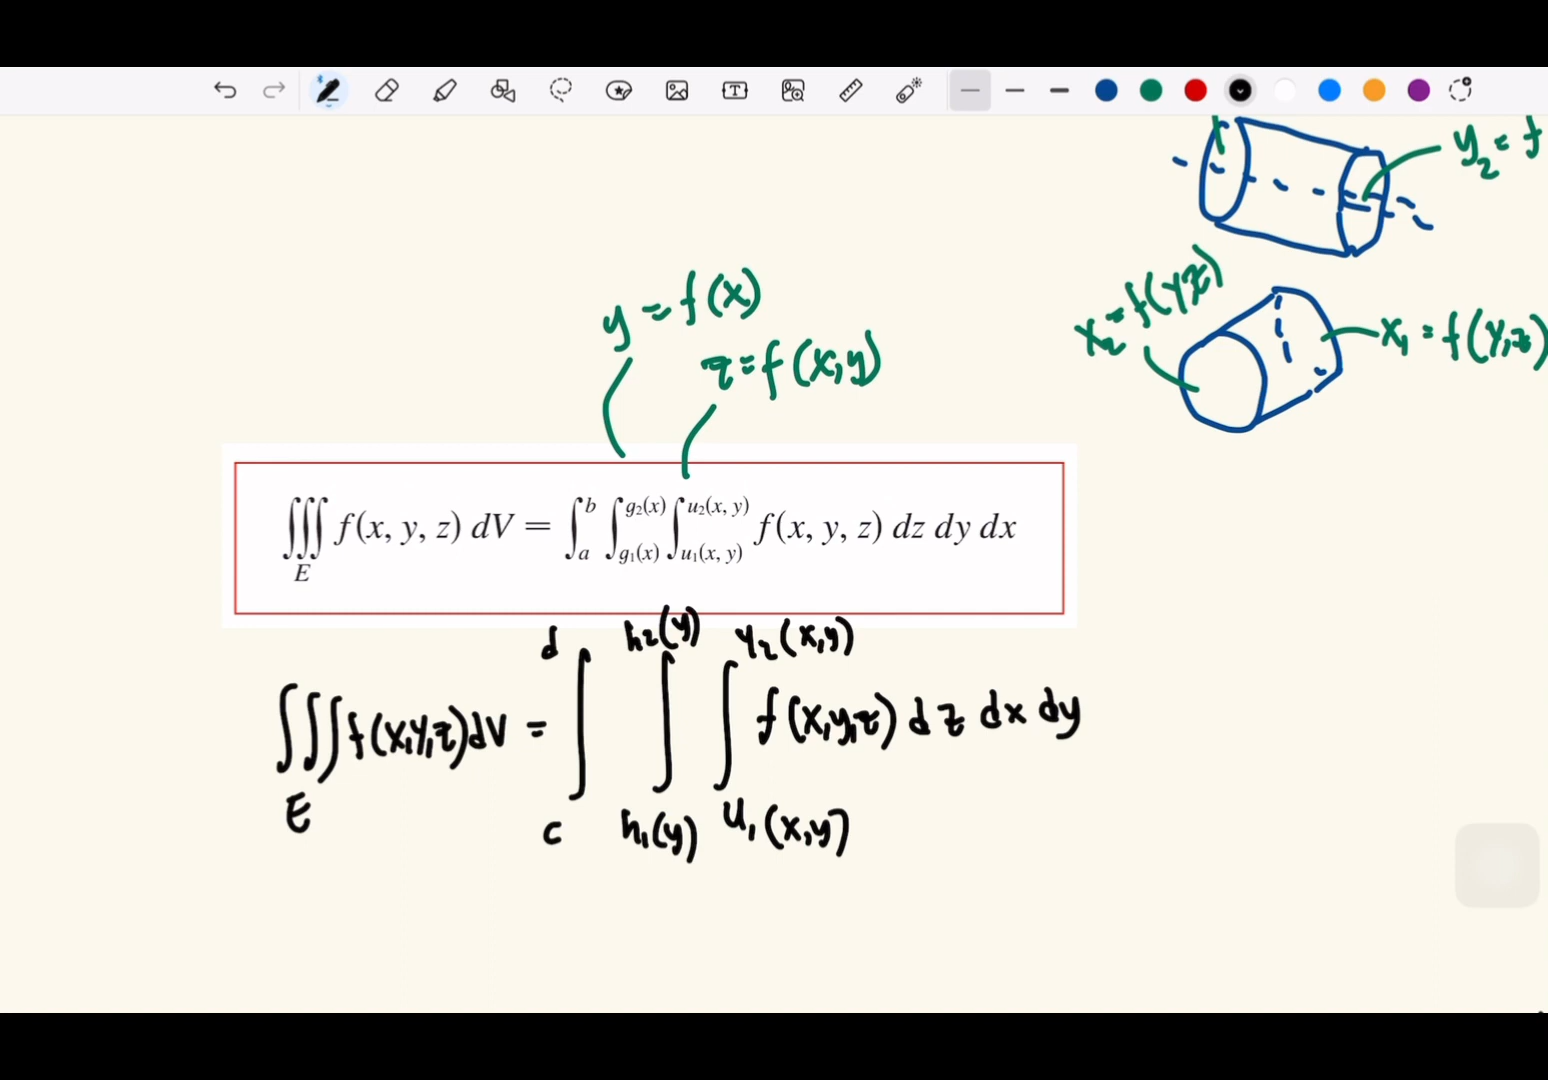 y₂ = f
x₂ = f(y,z)
x₁ = f(y,z)
y = f(x)
z = f(x,y)
∭_E f(x, y, z) dV = ∫_a^b ∫_{g₁(x)}^{g₂(x)} ∫_{u₁(x, y)}^{u₂(x, y)} f(x, y, z) dz dy dx
∭_E f(x,y,z)dV = ∫_c^d ∫_{h₁(y)}^{h₂(y)} ∫_{u₁(x,y)}^{y₂(x,y)} f(x,y,z) dz dx dy